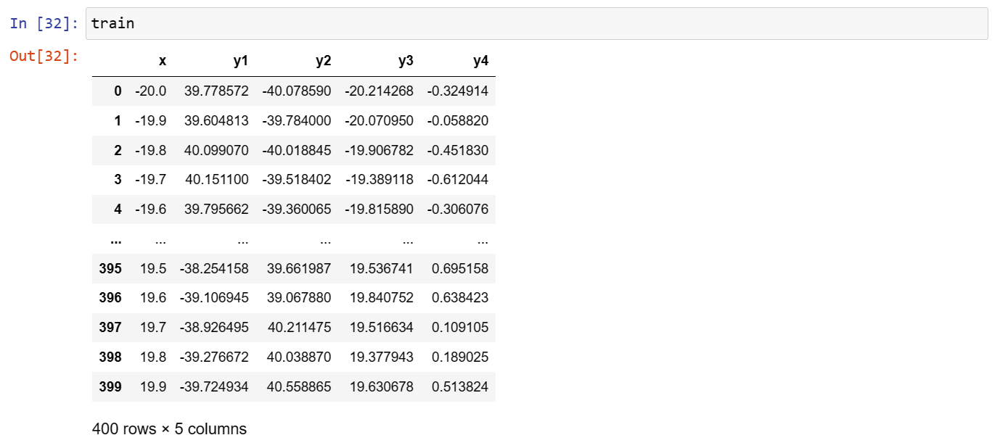 In [32]: train
Out[32]:
x y1 y2 y3 y4
0 -20.0 39.778572 -40.078590 -20.214268 -0.324914
1 -19.9 39.604813 -39.784000 -20.070950 -0.058820
2 -19.8 40.099070 -40.018845 -19.906782 -0.451830
3 -19.7 40.151100 -39.518402 -19.389118 -0.612044
4 -19.6 39.795662 -39.360065 -19.815890 -0.306076
... ... ... ... ... ...
395 19.5 -38.254158 39.661987 19.536741 0.695158
396 19.6 -39.106945 39.067880 19.840752 0.638423
397 19.7 -38.926495 40.211475 19.516634 0.109105
398 19.8 -39.276672 40.038870 19.377943 0.189025
399 19.9 -39.724934 40.558865 19.630678 0.513824
400 rows × 5 columns